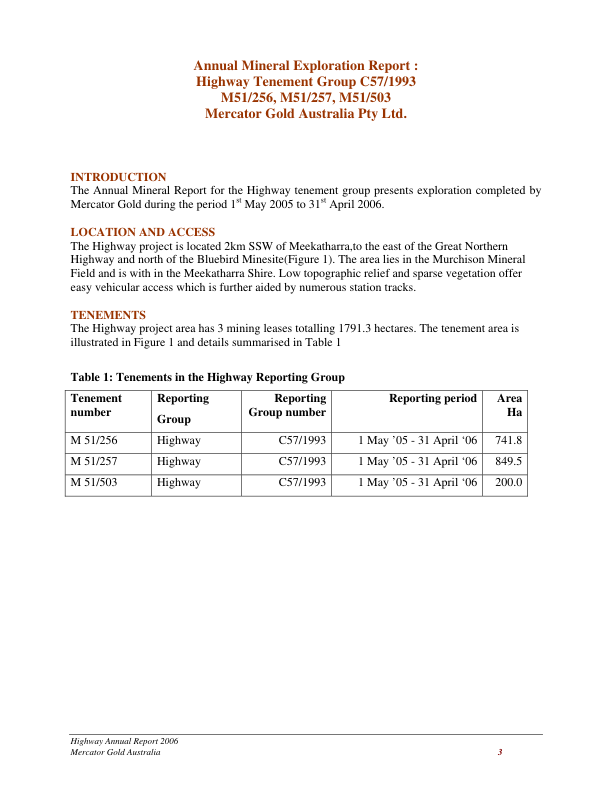 Annual Mineral Exploration Report :
Highway Tenement Group C57/1993
M51/256, M51/257, M51/503
Mercator Gold Australia Pty Ltd.
INTRODUCTION
The Annual Mineral Report for the Highway tenement group presents exploration completed by
Mercator Gold during the period 1st May 2005 to 31st April 2006.
LOCATION AND ACCESS
The Highway project is located 2km SSW of Meekatharra,to the east of the Great Northern
Highway and north of the Bluebird Minesite(Figure 1). The area lies in the Murchison Mineral
Field and is with in the Meekatharra Shire. Low topographic relief and sparse vegetation offer
easy vehicular access which is further aided by numerous station tracks.
TENEMENTS
The Highway project area has 3 mining leases totalling 1791.3 hectares. The tenement area is
illustrated in Figure 1 and details summarised in Table 1
Table 1: Tenements in the Highway Reporting Group
Tenement number Reporting Group Reporting Group number Reporting period Area Ha
M 51/256 Highway C57/1993 1 May ’05 - 31 April ‘06 741.8
M 51/257 Highway C57/1993 1 May ’05 - 31 April ‘06 849.5
M 51/503 Highway C57/1993 1 May ’05 - 31 April ‘06 200.0
Highway Annual Report 2006
Mercator Gold Australia 3